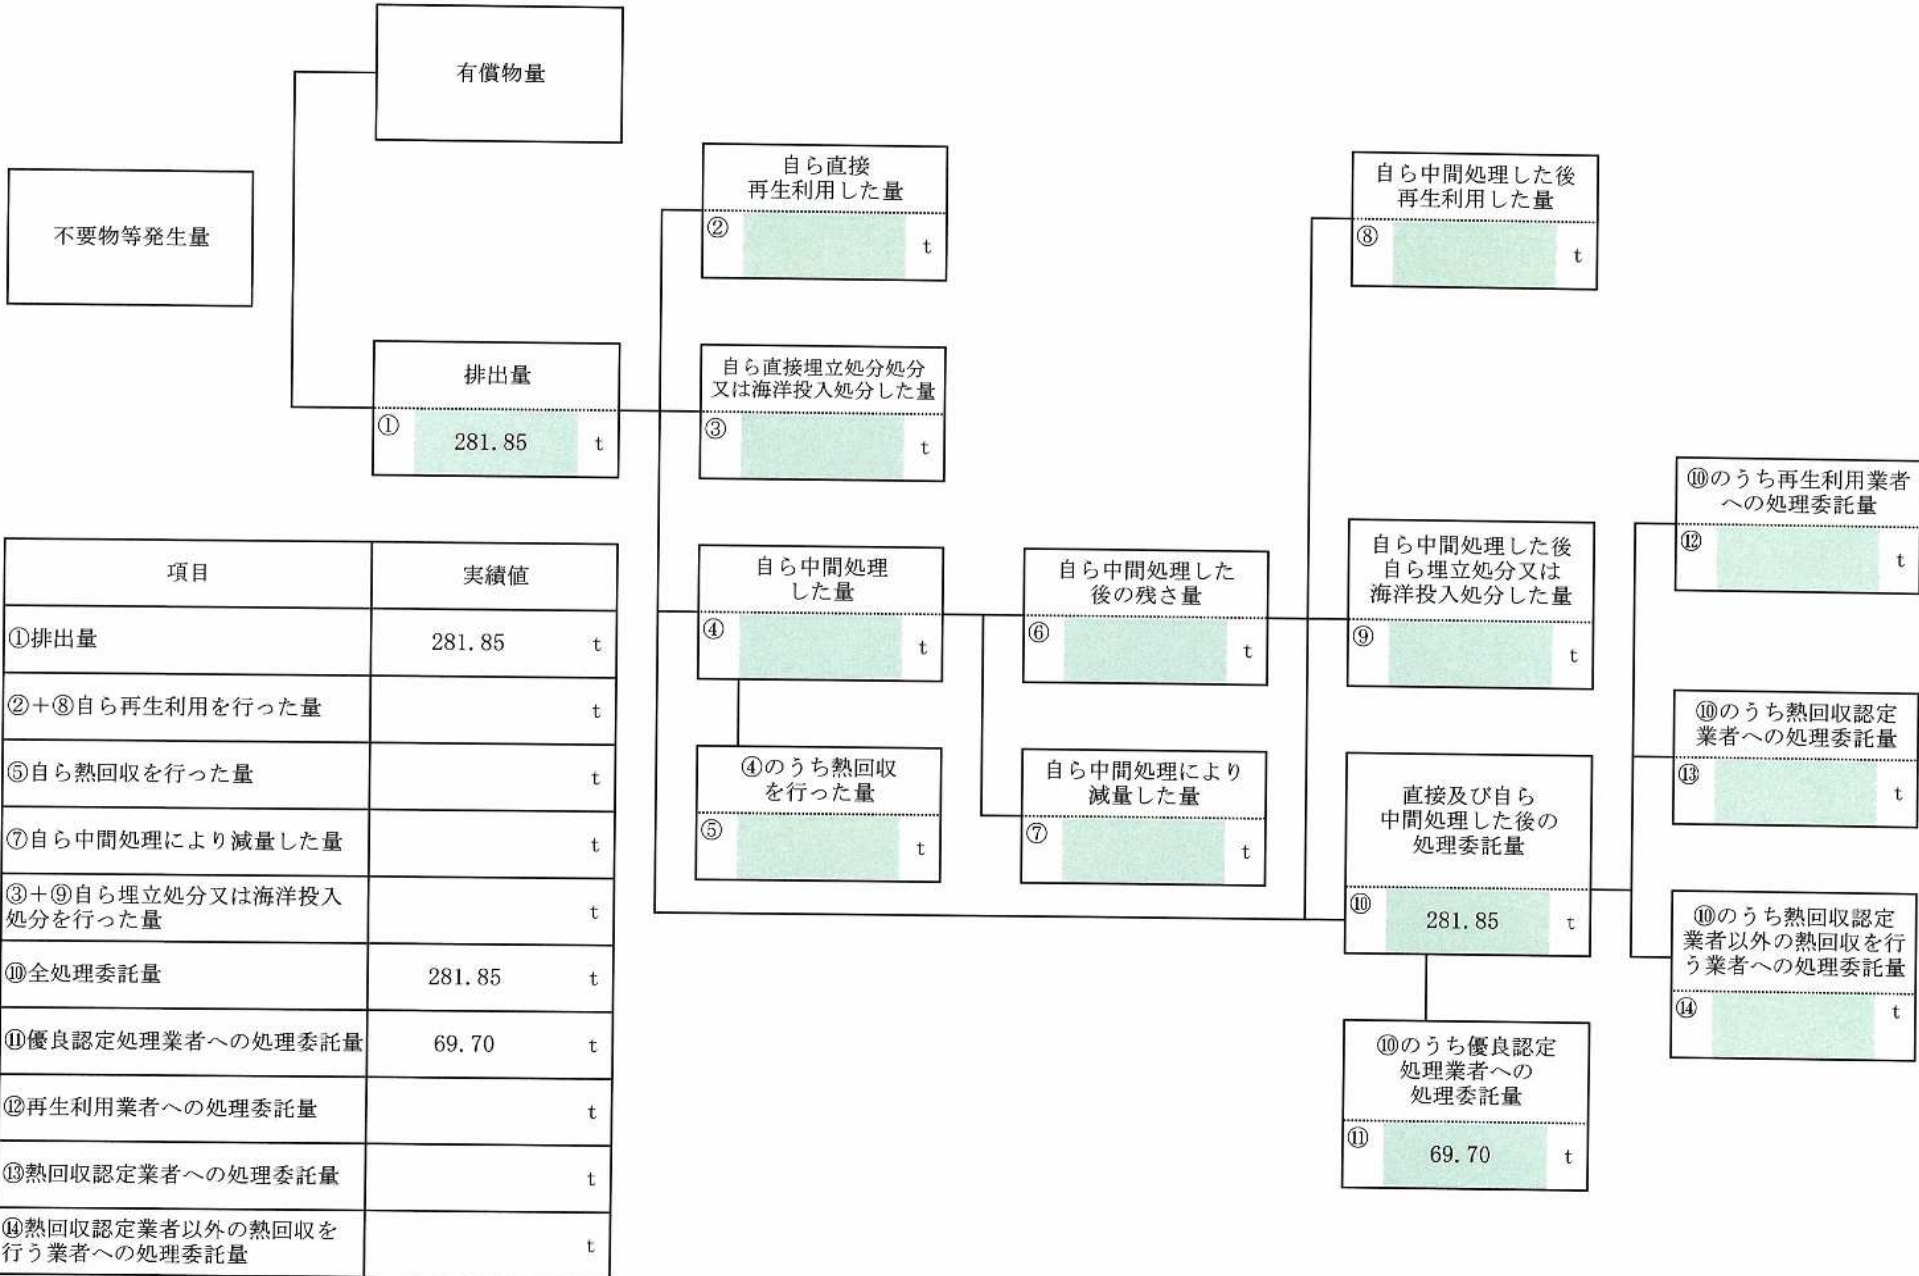 有償物量
不要物等発生量
排出量
①
281.85
t
自ら直接
再生利用した量
②
t
自ら直接埋立処分処分
又は海洋投入処分した量
③
t
自ら中間処理
した量
④
t
④のうち熱回収
を行った量
⑤
t
自ら中間処理した
後の残さ量
⑥
t
自ら中間処理により
減量した量
⑦
t
自ら中間処理した後
再生利用した量
⑧
t
自ら中間処理した後
自ら埋立処分又は
海洋投入処分した量
⑨
t
直接及び自ら
中間処理した後の
処理委託量
⑩
281.85
t
⑩のうち優良認定
処理業者への
処理委託量
⑪
69.70
t
⑩のうち再生利用業者
への処理委託量
⑫
t
⑩のうち熱回収認定
業者への処理委託量
⑬
t
⑩のうち熱回収認定
業者以外の熱回収を行
う業者への処理委託量
⑭
t
項目 実績値
①排出量 281.85 t
②+⑧自ら再生利用を行った量 t
⑤自ら熱回収を行った量 t
⑦自ら中間処理により減量した量 t
③+⑨自ら埋立処分又は海洋投入
処分を行った量 t
⑩全処理委託量 281.85 t
⑪優良認定処理業者への処理委託量 69.70 t
⑫再生利用業者への処理委託量 t
⑬熱回収認定業者への処理委託量 t
⑭熱回収認定業者以外の熱回収を
行う業者への処理委託量 t